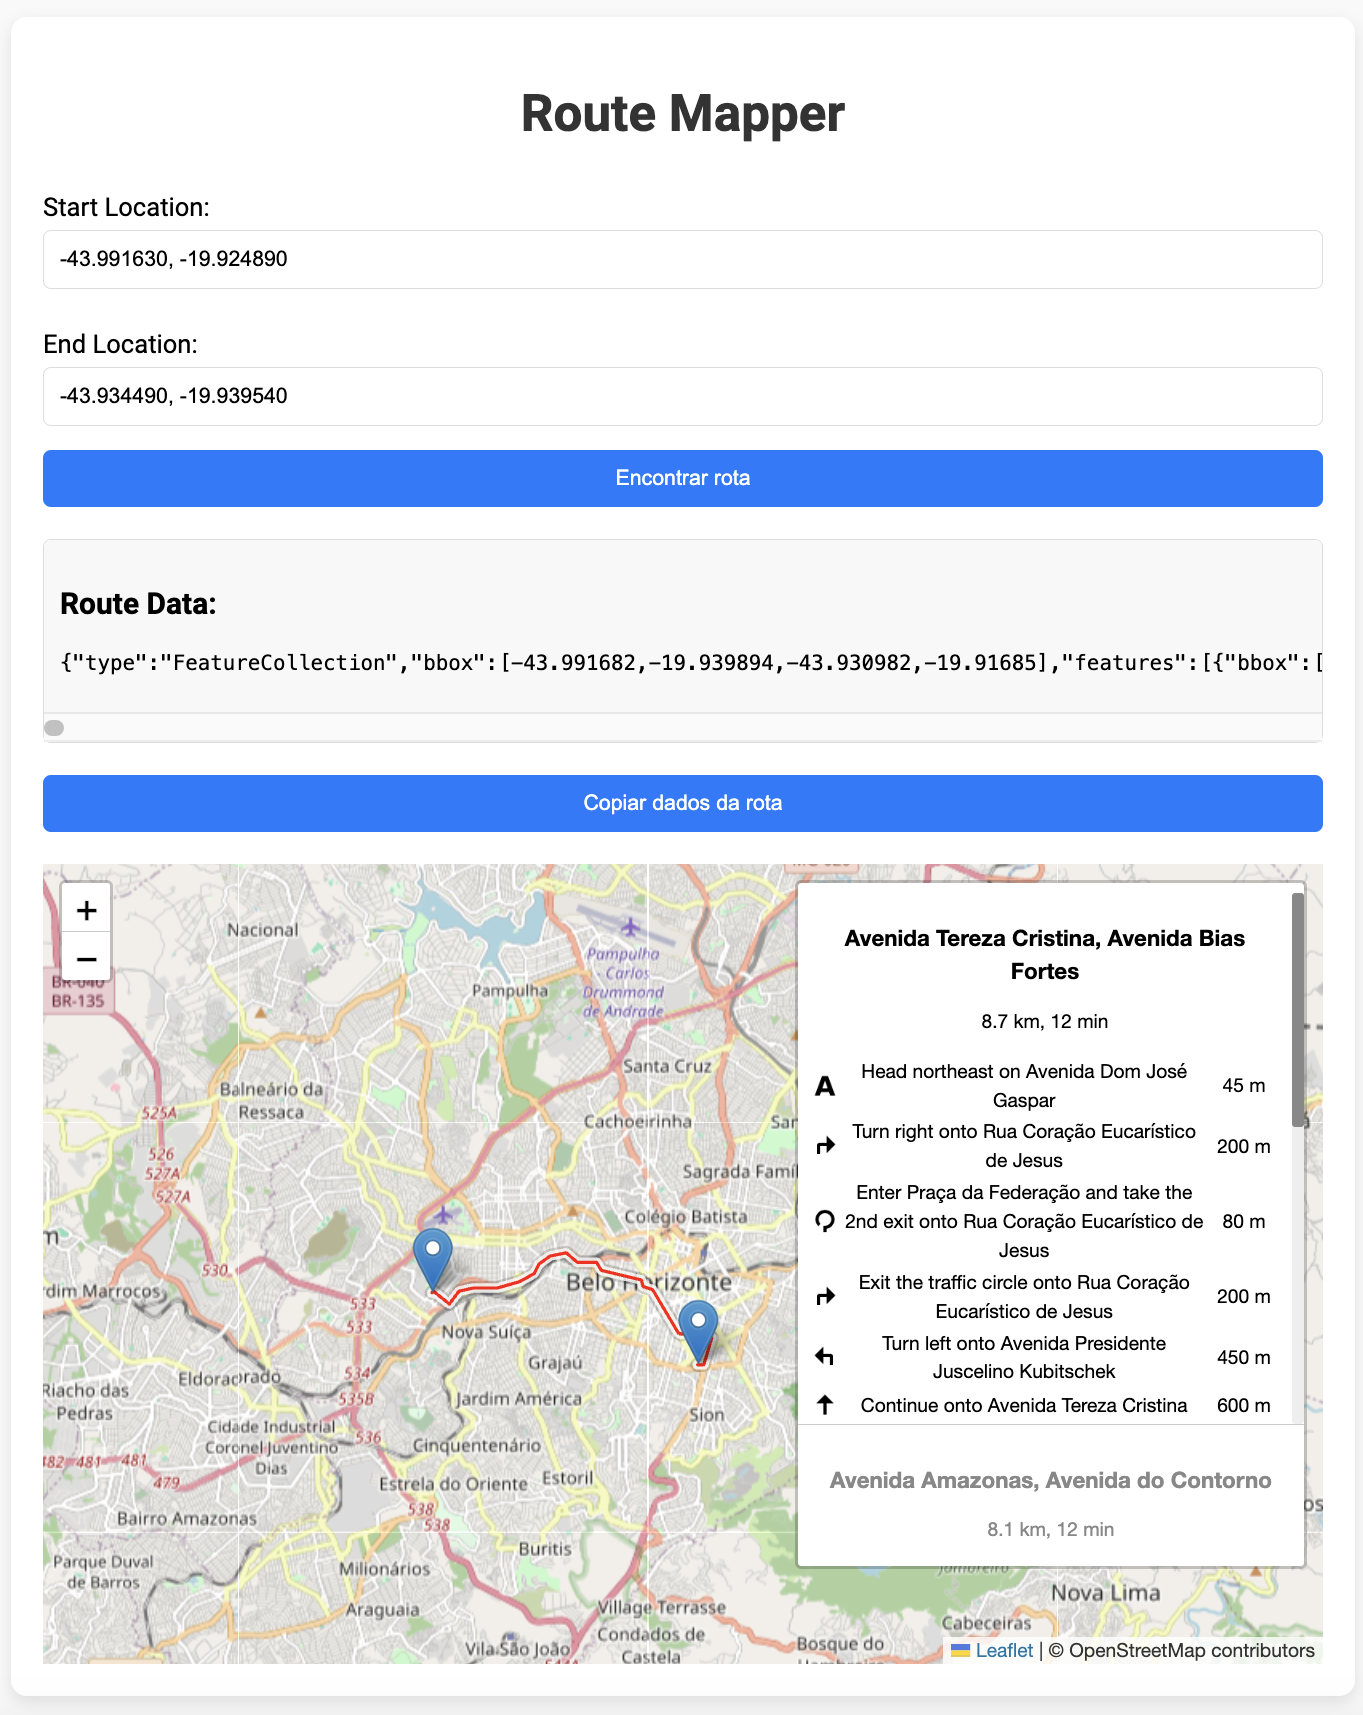 Route Mapper
Start Location:
-43.991630, -19.924890
End Location:
-43.934490, -19.939540
Encontrar rota
Route Data:
{"type":"FeatureCollection","bbox":[-43.991682,-19.939894,-43.930982,-19.91685],"features":[{"bbox":[
Copiar dados da rota
+
−
Nacional
BR-040
BR-135
Pampulha
Pampulha
- Carlos
Drummond
de Andrade
Santa Cruz
Balneário da
Ressaca
Cachoeirinha
525A
526
527A
527A
Sagrada Famíl
Colégio Batista
530
Belo Horizonte
rdim Marrocos
533
533
Nova Suíça
Grajaú
534
Eldorado
535B
Jardim América
Riacho das
Pedras
Sion
Cidade Industrial
Coronel Juventino
Dias
536
Cinquentenário
482-481-481
479
Estrela do Oriente
Estoril
538
538
Bairro Amazonas
Buritis
Parque Duval
de Barros
Milionários
Araguaia
Village Terrasse
Condados de
Castela
Vila São João
Nova Lima
Cabeceiras
Bosque do
Avenida Tereza Cristina, Avenida Bias
Fortes
8.7 km, 12 min
Head northeast on Avenida Dom José
Gaspar
45 m
Turn right onto Rua Coração Eucarístico
de Jesus
200 m
Enter Praça da Federação and take the
2nd exit onto Rua Coração Eucarístico de
Jesus
80 m
Exit the traffic circle onto Rua Coração
Eucarístico de Jesus
200 m
Turn left onto Avenida Presidente
Juscelino Kubitschek
450 m
Continue onto Avenida Tereza Cristina
600 m
Avenida Amazonas, Avenida do Contorno
8.1 km, 12 min
Leaflet | © OpenStreetMap contributors